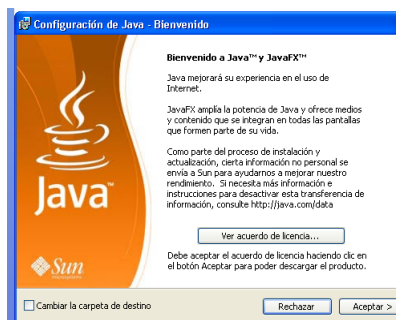 Configuración de Java - Bienvenido
Bienvenido a Java™ y JavaFX™
Java mejorará su experiencia en el uso de
Internet.
JavaFX amplía la potencia de Java y ofrece medios
y contenido que se integran en todas las pantallas
que formen parte de su vida.
Como parte del proceso de instalación y
actualización, cierta información no personal se
envía a Sun para ayudarnos a mejorar nuestro
rendimiento. Si necesita más información e
instrucciones para desactivar esta transferencia de
información, consulte http://java.com/data
Java™
Sun
Ver acuerdo de licencia...
Debe aceptar el acuerdo de licencia haciendo clic en
el botón Aceptar para poder descargar el producto.
Cambiar la carpeta de destino
Rechazar
Aceptar >